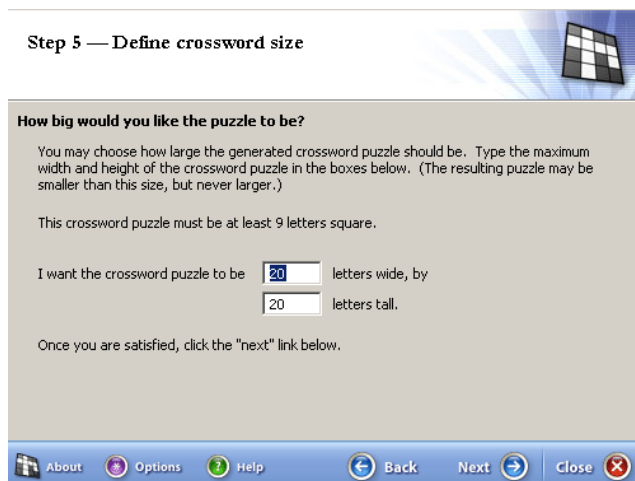 Step 5 — Define crossword size
How big would you like the puzzle to be?
You may choose how large the generated crossword puzzle should be. Type the maximum
width and height of the crossword puzzle in the boxes below. (The resulting puzzle may be
smaller than this size, but never larger.)
This crossword puzzle must be at least 9 letters square.
I want the crossword puzzle to be 20 letters wide, by
20 letters tall.
Once you are satisfied, click the "next" link below.
About Options Help Back Next Close